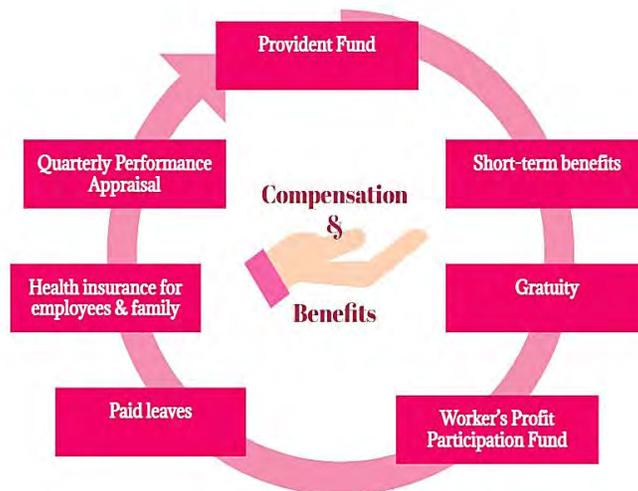 Provident Fund
Short-term benefits
Gratuity
Worker's Profit
Participation Fund
Paid leaves
Health insurance for
employees & family
Quarterly Performance
Appraisal
Compensation
&
Benefits